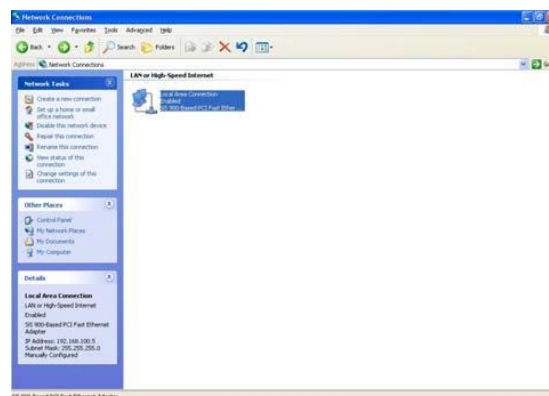 Network Connections
File Edit View Favorites Tools Advanced Help
Back Search Folders
Address Network Connections
LAN or High-Speed Internet
Network Tasks
Create a new connection
Set up a home or small
office network
Disable this network device
Repair this connection
Rename this connection
View status of this
connection
Change settings of this
connection
Local Area Connection
Enabled
SiS 900-Based PCI Fast Ether...
Other Places
Control Panel
My Network Places
My Documents
My Computer
Details
Local Area Connection
LAN or High-Speed Internet
Enabled
SiS 900-Based PCI Fast Ethernet
Adapter
IP Address: 192.168.100.5
Subnet Mask: 255.255.255.0
Manually Configured